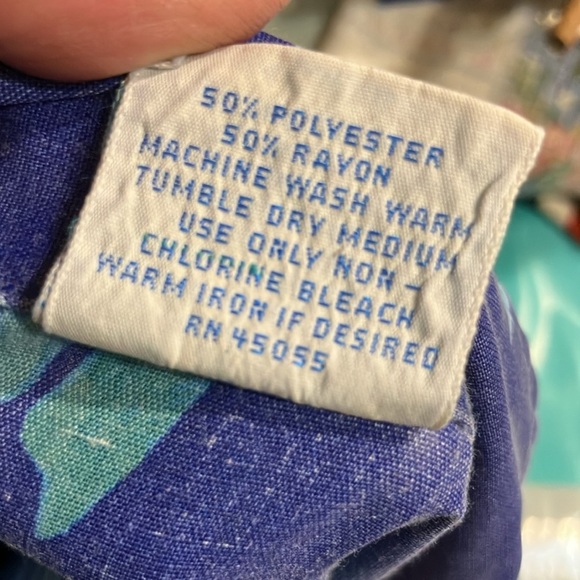 50% POLYESTER
50% RAYON
MACHINE WASH WARM
TUMBLE DRY MEDIUM
USE ONLY NON -
CHLORINE BLEACH
WARM IRON IF DESIRED
RN 45055